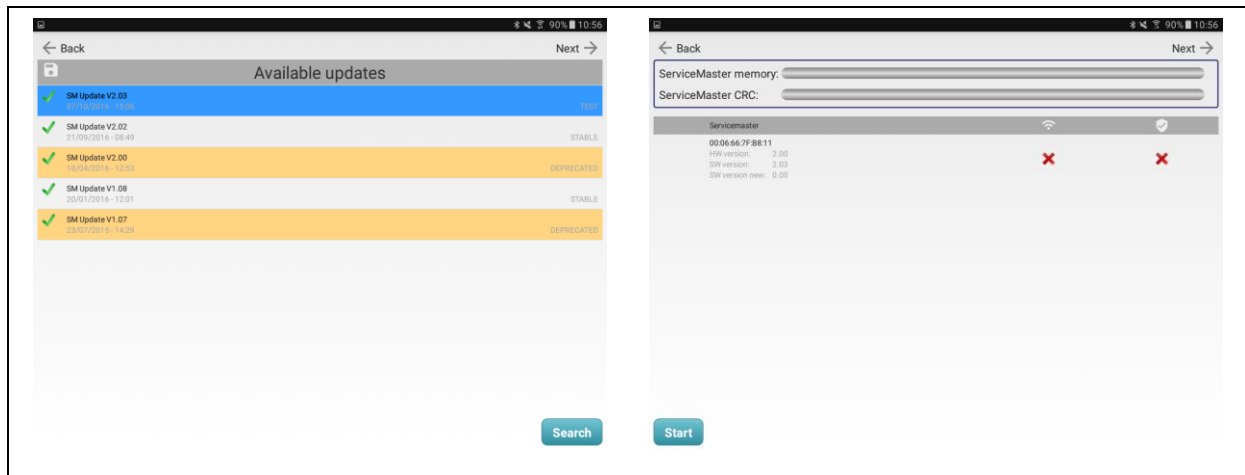 90% 10:56
Back
Next
Available updates
SM Update V2.03
07/10/2016 - 15:06
TEST
SM Update V2.02
21/09/2016 - 08:49
STABLE
SM Update V2.00
18/04/2016 - 12:53
DEPRECATED
SM Update V1.08
20/01/2016 - 12:01
STABLE
SM Update V1.07
23/07/2015 - 14:29
DEPRECATED
Search
90% 10:56
Back
Next
ServiceMaster memory:
ServiceMaster CRC:
Servicemaster
00:06:66:7F:B8:11
HW version: 2.00
SW version: 2.03
SW version new: 0.00
Start